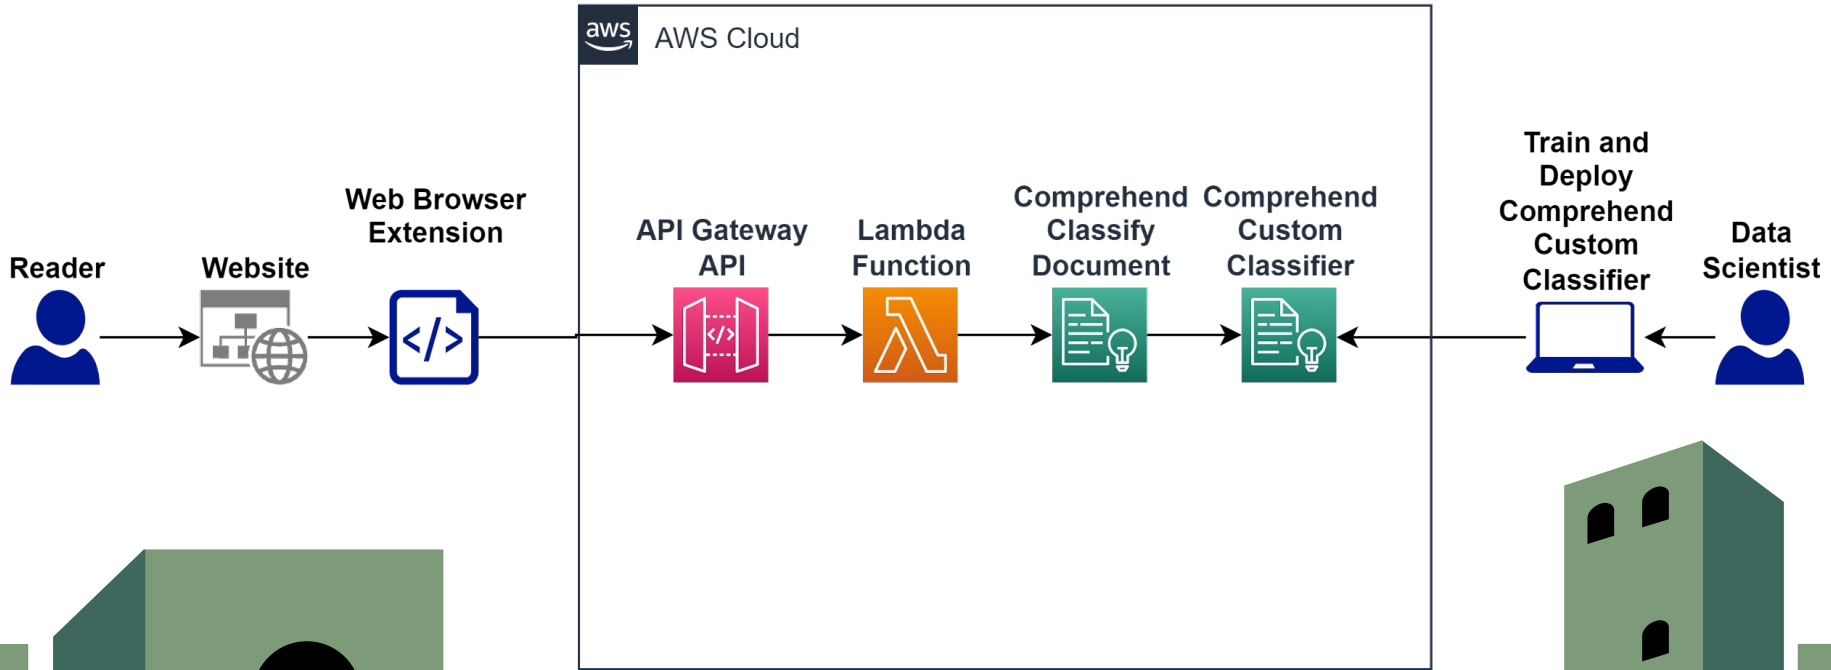 aws
AWS Cloud
Reader
Website
Web Browser
Extension
</>
API Gateway
API
</>
Lambda
Function
Comprehend
Classify
Document
Comprehend
Custom
Classifier
Train and
Deploy
Comprehend
Custom
Classifier
Data
Scientist